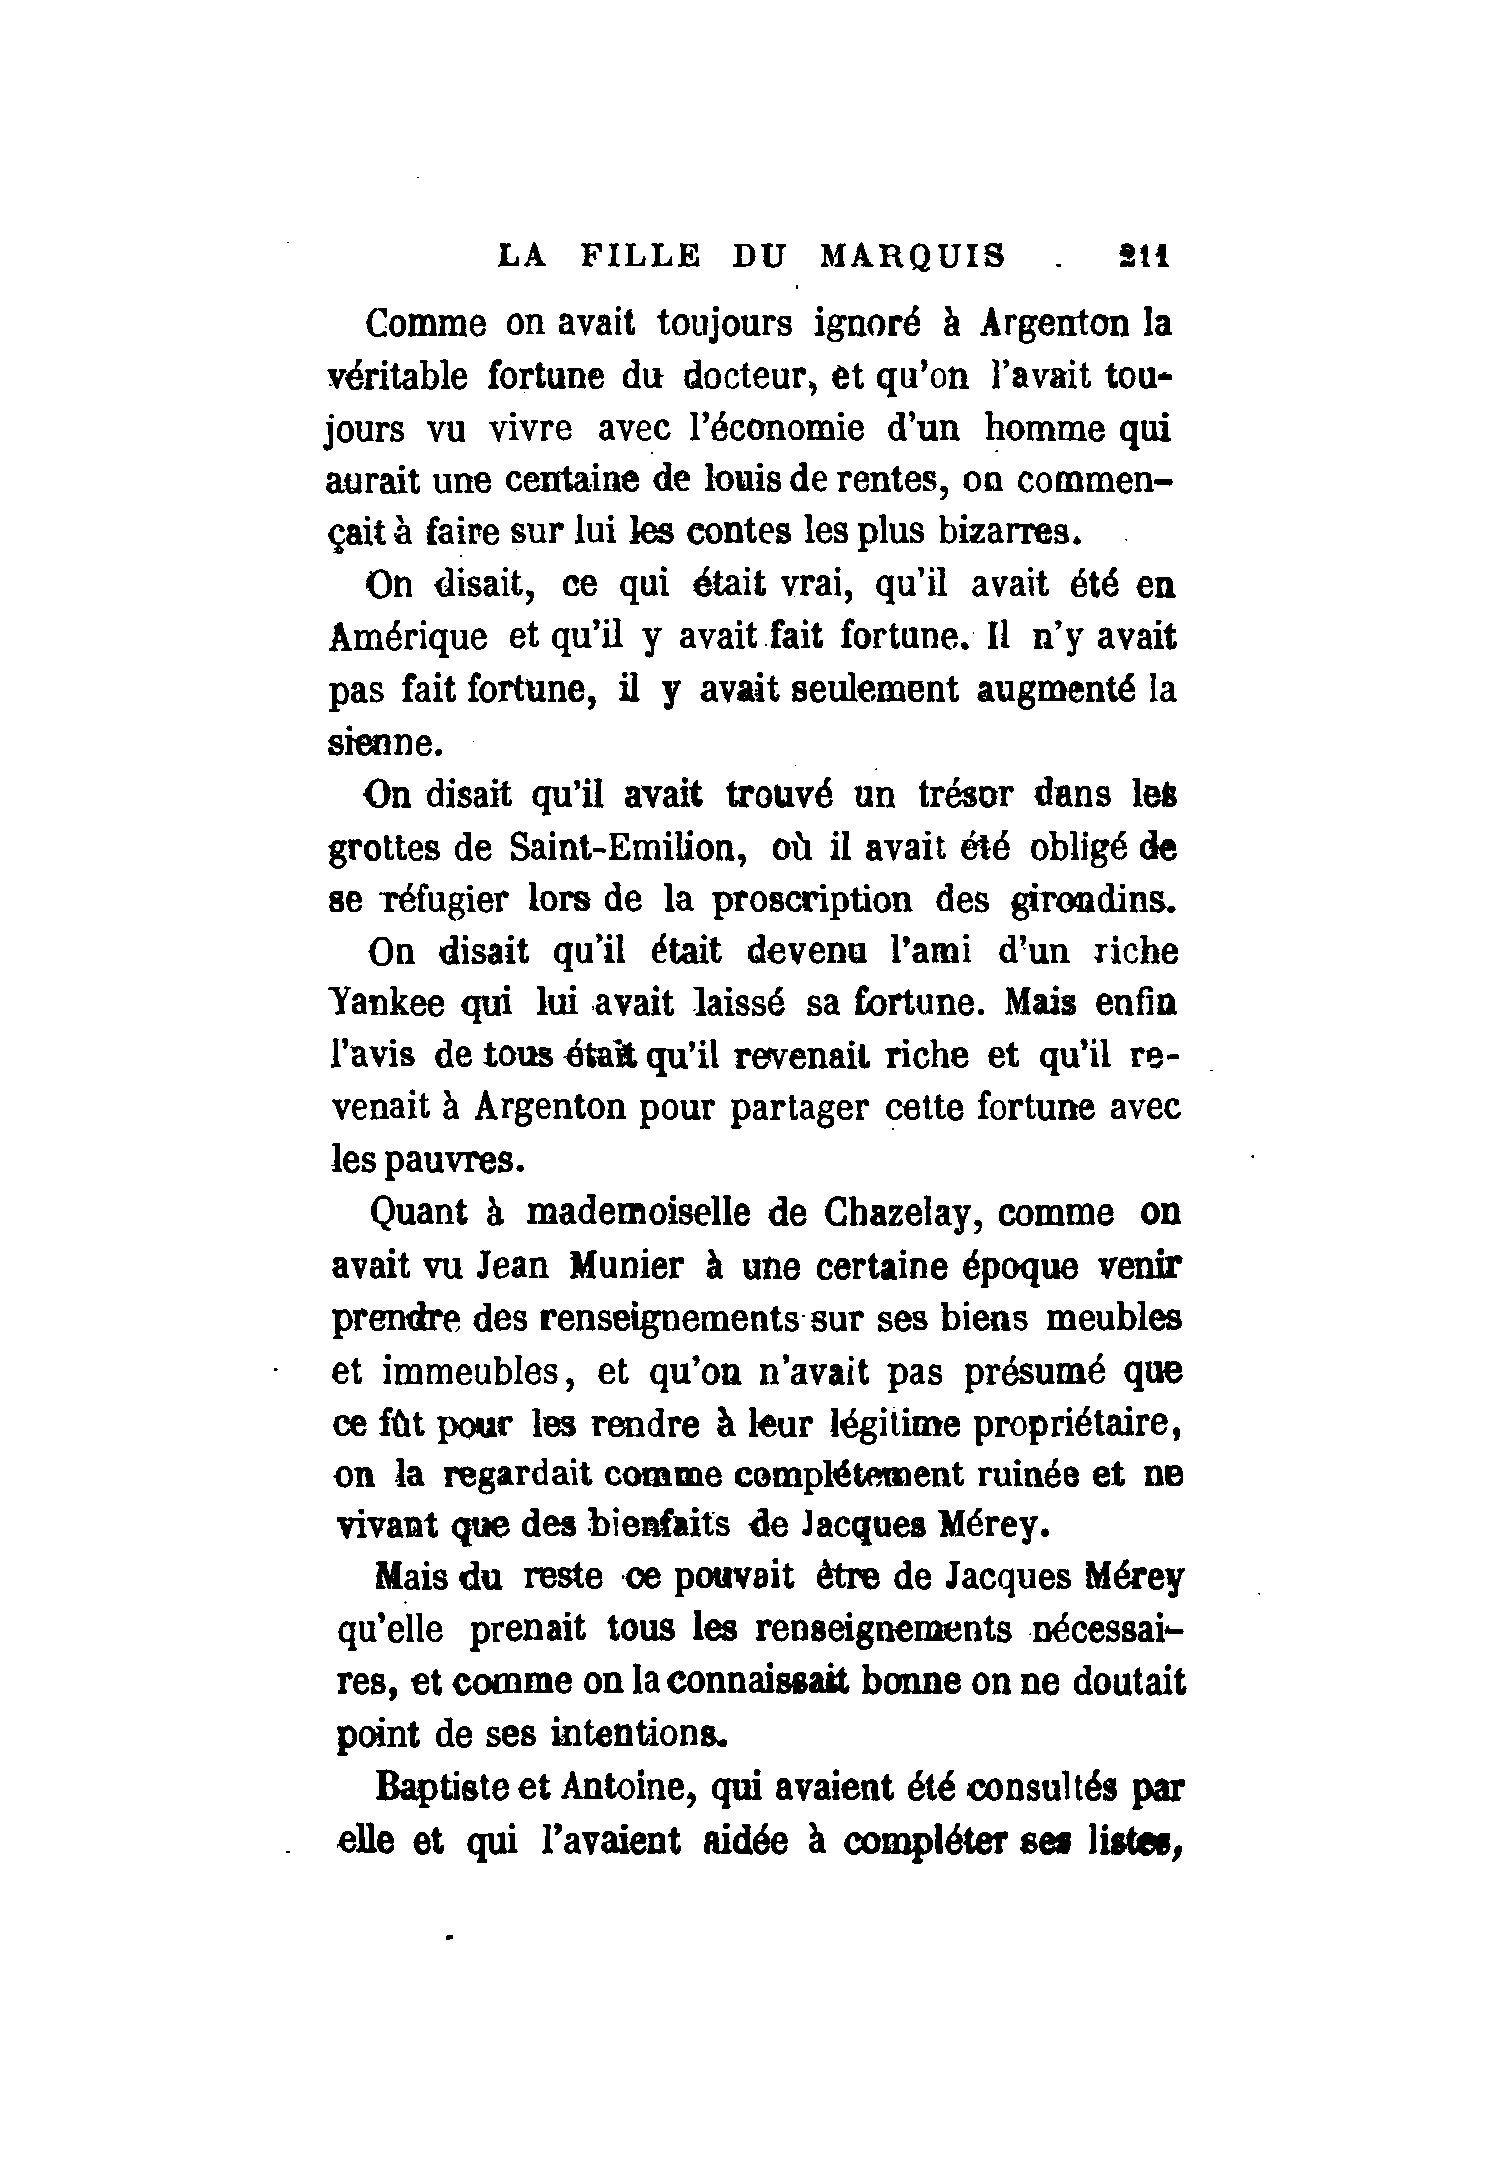 LA FILLE DU MARQUIS . 211
Comme on avait toujours ignoré à Argenton la
véritable fortune du docteur, et qu'on l'avait tou-
jours vu vivre avec l'économie d'un homme qui
aurait une centaine de louis de rentes, on commen-
çait à faire sur lui les contes les plus bizarres.
On disait, ce qui était vrai, qu'il avait été en
Amérique et qu'il y avait fait fortune. Il n'y avait
pas fait fortune, il y avait seulement augmenté la
sienne.
On disait qu'il avait trouvé un trésor dans les
grottes de Saint-Emilion, où il avait été obligé de
se réfugier lors de la proscription des girondins.
On disait qu'il était devenu l'ami d'un riche
Yankee qui lui avait laissé sa fortune. Mais enfin
l'avis de tous était qu'il revenait riche et qu'il re-
venait à Argenton pour partager cette fortune avec
les pauvres.
Quant à mademoiselle de Chazelay, comme on
avait vu Jean Munier à une certaine époque venir
prendre des renseignements sur ses biens meubles
et immeubles, et qu'on n'avait pas présumé que
ce fût pour les rendre à leur légitime propriétaire,
on la regardait comme complétement ruinée et ne
vivant que des bienfaits de Jacques Mérey.
Mais du reste ce pouvait être de Jacques Mérey
qu'elle prenait tous les renseignements nécessai-
res, et comme on la connaissait bonne on ne doutait
point de ses intentions.
Baptiste et Antoine, qui avaient été consultés par
elle et qui l'avaient aidée à compléter ses listes,